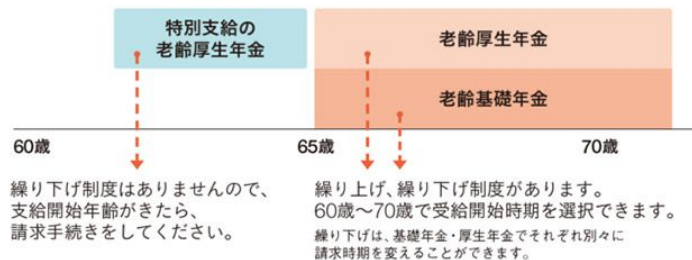 特別支給の
老齢厚生年金
老齢厚生年金
老齢基礎年金
60歳
65歳
70歳
繰り下げ制度はありませんので、
支給開始年齢がきたら、
請求手続きをしてください。
繰り上げ、繰り下げ制度があります。
60歳～70歳で受給開始時期を選択できます。
繰り下げは、基礎年金・厚生年金でそれぞれ別々に
請求時期を変えることができます。